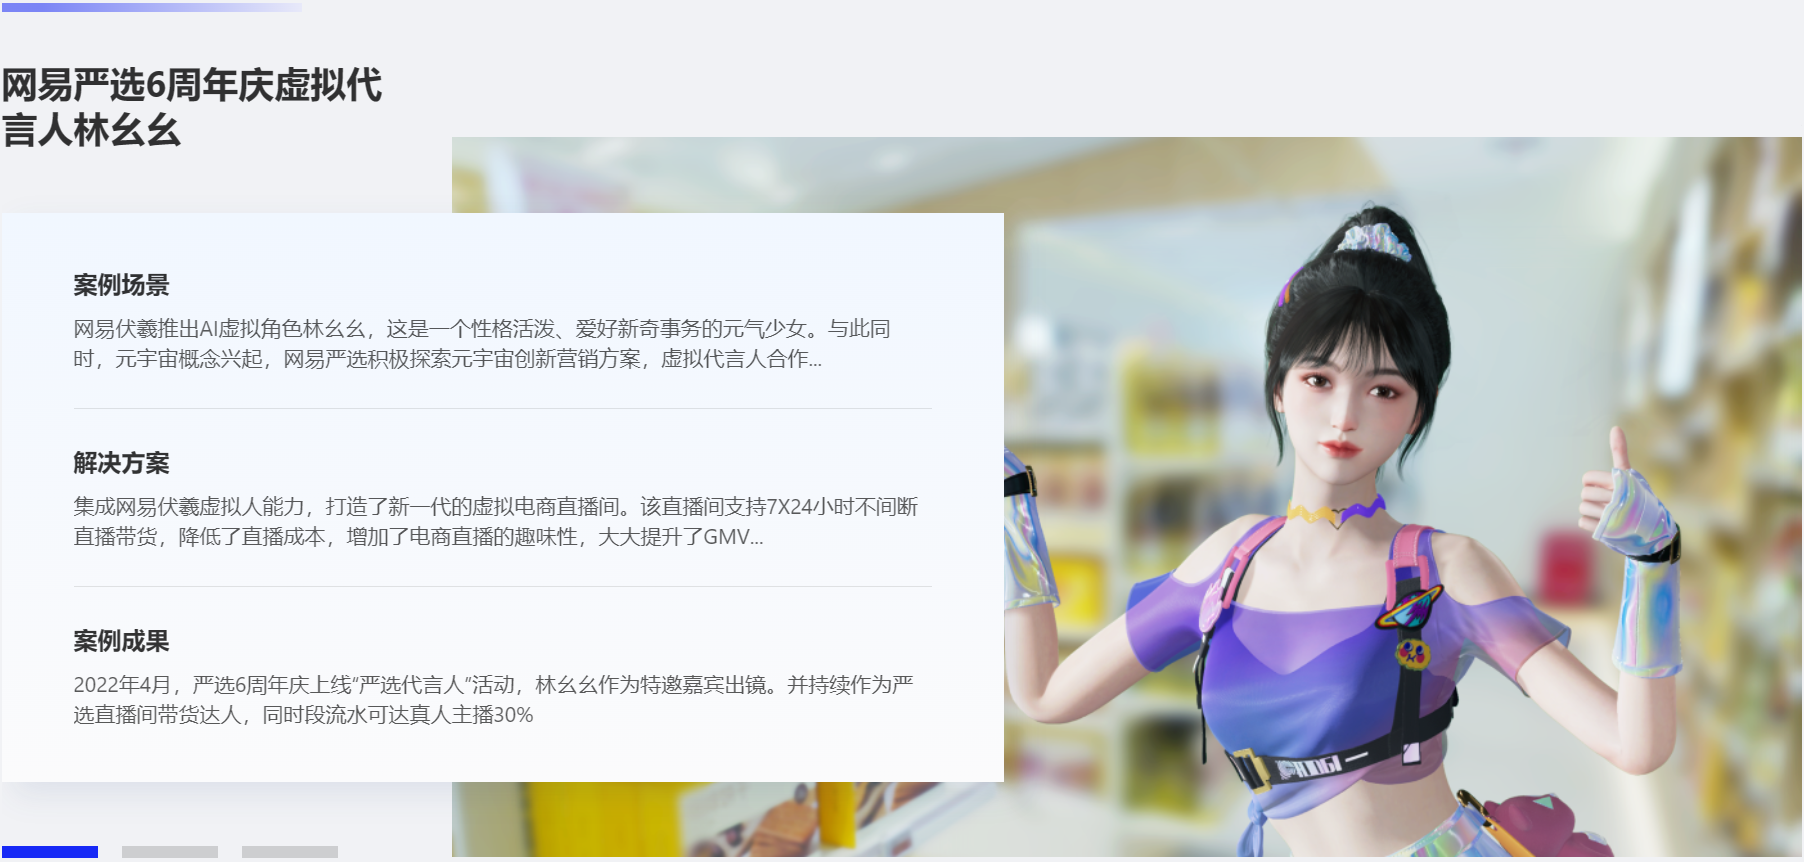 网易严选6周年庆虚拟代
言人林幺幺
案例场景
网易伏羲推出AI虚拟角色林幺幺，这是一个性格活泼、爱好新奇事务的元气少女。与此同
时，元宇宙概念兴起，网易严选积极探索元宇宙创新营销方案，虚拟代言人合作...
解决方案
集成网易伏羲虚拟人能力，打造了新一代的虚拟电商直播间。该直播间支持7X24小时不间断
直播带货，降低了直播成本，增加了电商直播的趣味性，大大提升了GMV...
案例成果
2022年4月，严选6周年庆上线“严选代言人”活动，林幺幺作为特邀嘉宾出镜。并持续作为严
选直播间带货达人，同时段流水可达真人主播30%